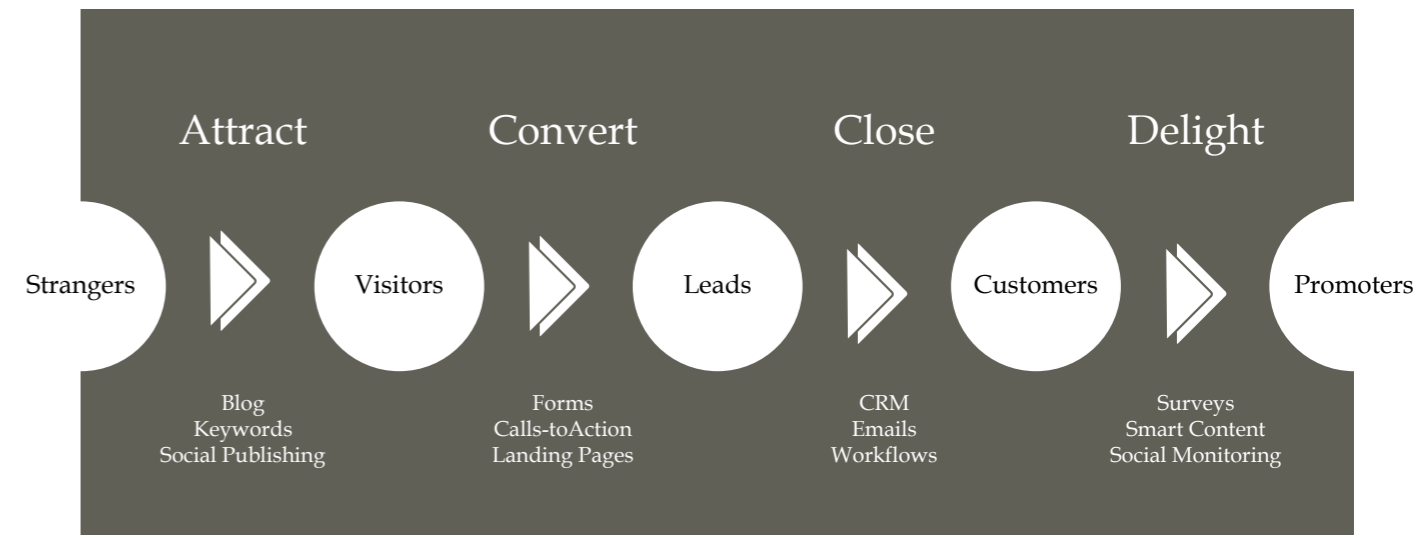 Attract
Convert
Close
Delight
Strangers
Visitors
Leads
Customers
Promoters
Blog
Keywords
Social Publishing
Forms
Calls-toAction
Landing Pages
CRM
Emails
Workflows
Surveys
Smart Content
Social Monitoring